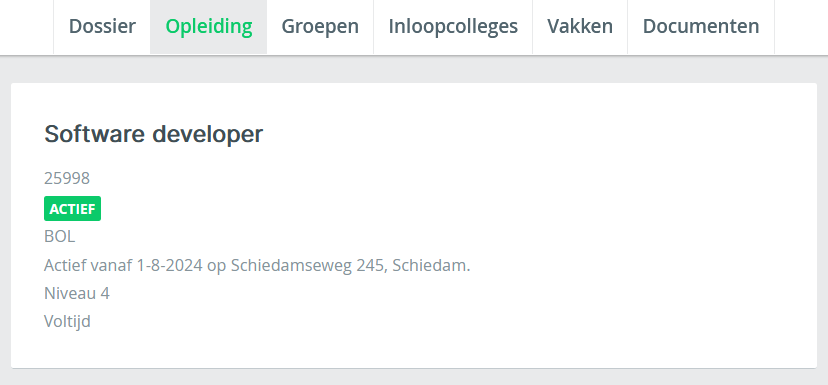 Dossier Opleiding Groepen Inloopcolleges Vakken Documenten
Software developer
25998
ACTIEF
BOL
Actief vanaf 1-8-2024 op Schiedamseweg 245, Schiedam.
Niveau 4
Voltijd